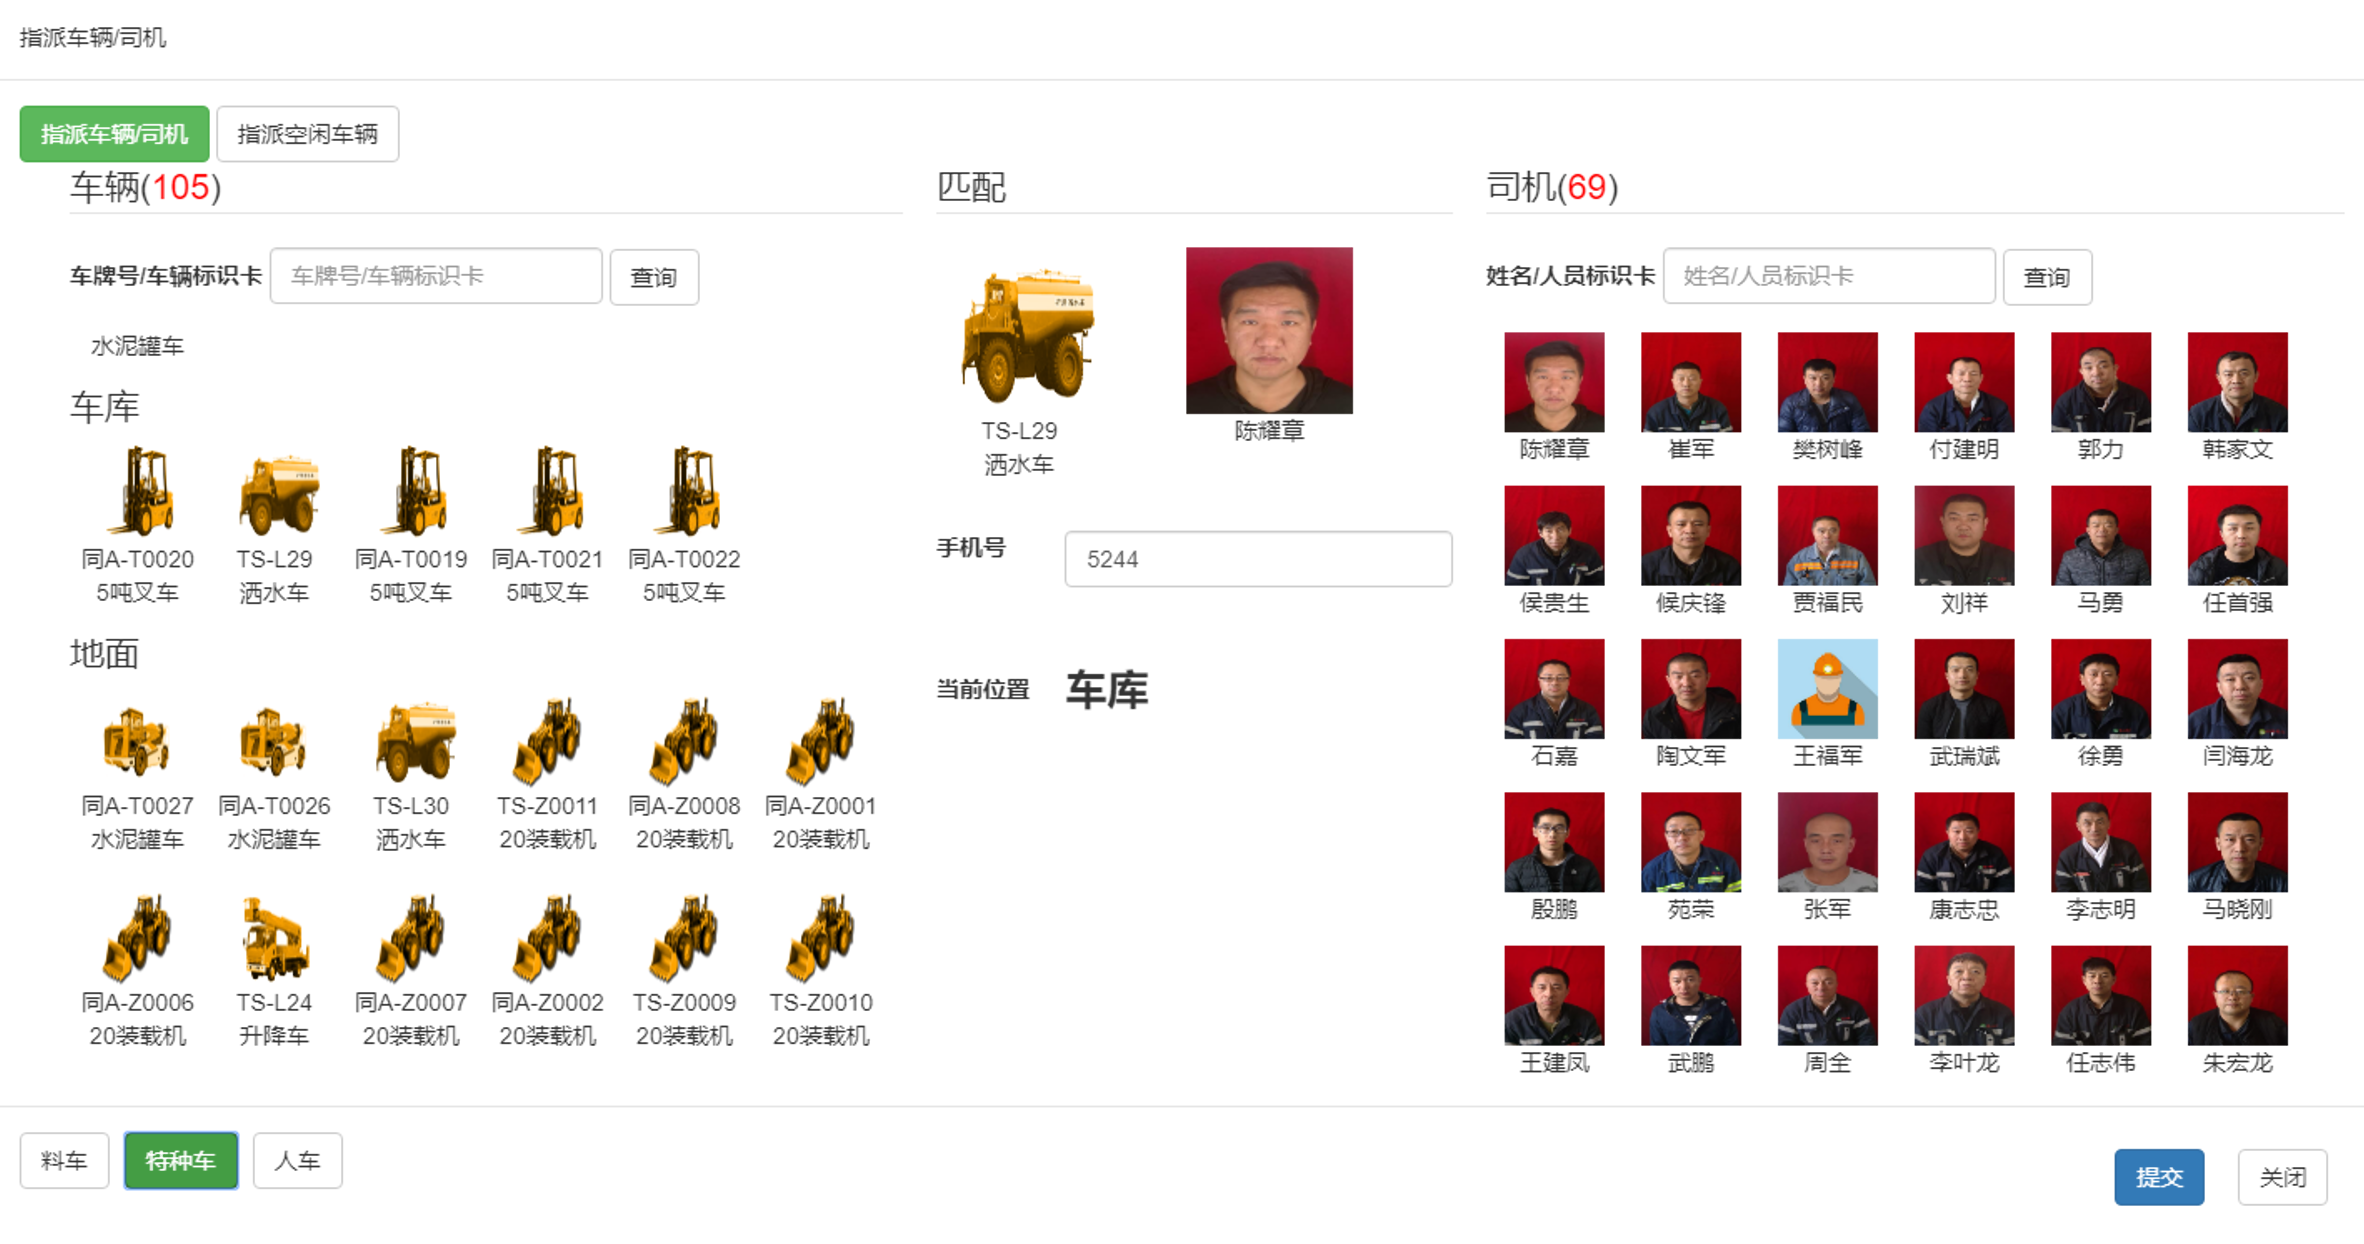 指派车辆/司机
指派车辆/司机 指派空闲车辆
车辆(105)
车牌号/车辆标识卡 车牌号/车辆标识卡 查询
水泥罐车
车库
同A-T0020 TS-L29 同A-T0019 同A-T0021 同A-T0022
5吨叉车 洒水车 5吨叉车 5吨叉车 5吨叉车
地面
同A-T0027 同A-T0026 TS-L30 TS-Z0011 同A-Z0008 同A-Z0001
水泥罐车 水泥罐车 洒水车 20装载机 20装载机 20装载机
同A-Z0006 TS-L24 同A-Z0007 同A-Z0002 TS-Z0009 TS-Z0010
20装载机 升降车 20装载机 20装载机 20装载机 20装载机
匹配
TS-L29 陈耀章
洒水车
手机号 5244
当前位置 车库
司机(69)
姓名/人员标识卡 姓名/人员标识卡 查询
陈耀章 崔军 樊树峰 付建明 郭力 韩家文
侯贵生 候庆锋 贾福民 刘祥 马勇 任首强
石嘉 陶文军 王福军 武瑞斌 徐勇 闫海龙
殷鹏 苑荣 张军 康志忠 李志明 马晓刚
王建凤 武鹏 周全 李叶龙 任志伟 朱宏龙
料车 特种车 人车
提交 关闭